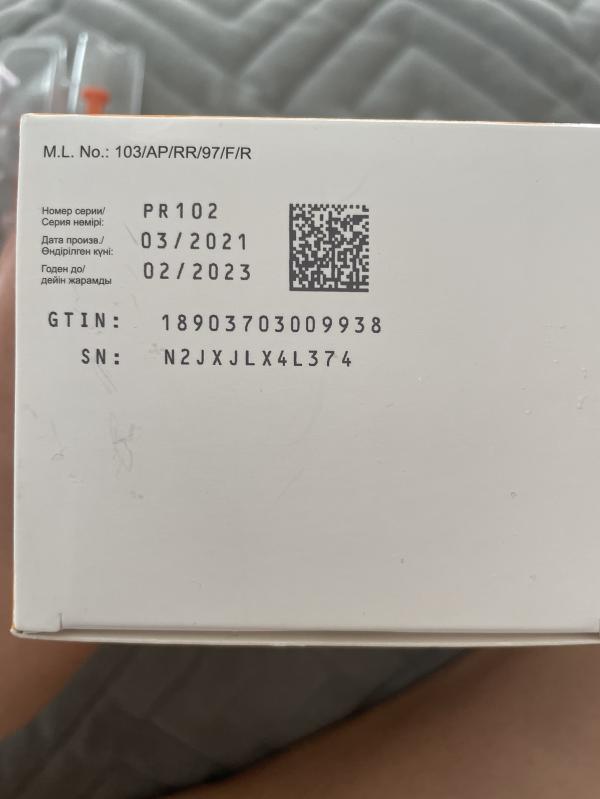 M.L. No.: 103/AP/RR/97/F/R
Номер серии/
Серия нөмірі:
PR102
Дата произв./
Өндірілген күні:
03/2021
Годен до/
дейін жарамды
02/2023
GTIN: 18903703009938
SN: N2JXJLX4L374